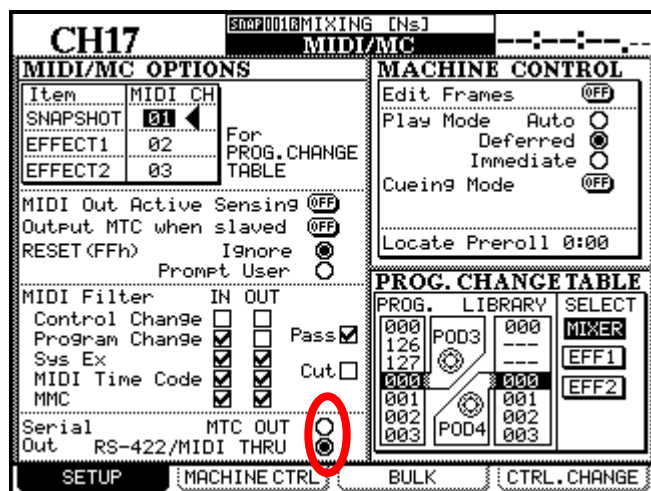 CH17
SNAP001 MIXING [Ns]
MIDI/MC
--:--:--.--
MIDI/MC OPTIONS
Item MIDI CH
SNAPSHOT 01
EFFECT1 02
EFFECT2 03
For
PROG.CHANGE
TABLE
MIDI Out Active Sensing OFF
Output MTC when slaved OFF
RESET(FFh) Ignore
Prompt User
MIDI Filter IN OUT
Control Change
Program Change
Sys Ex
MIDI Time Code
MMC
Pass
Cut
Serial MTC OUT
Out RS-422/MIDI THRU
MACHINE CONTROL
Edit Frames OFF
Play Mode Auto
Deferred
Immediate
Cueing Mode OFF
Locate Preroll 0:00
PROG. CHANGE TABLE
PROG. LIBRARY SELECT
000 POD3 000 MIXER
126 ---
127 --- EFF1
000 000
001 001 EFF2
002 002
003 POD4 003
SETUP MACHINE CTRL BULK CTRL.CHANGE